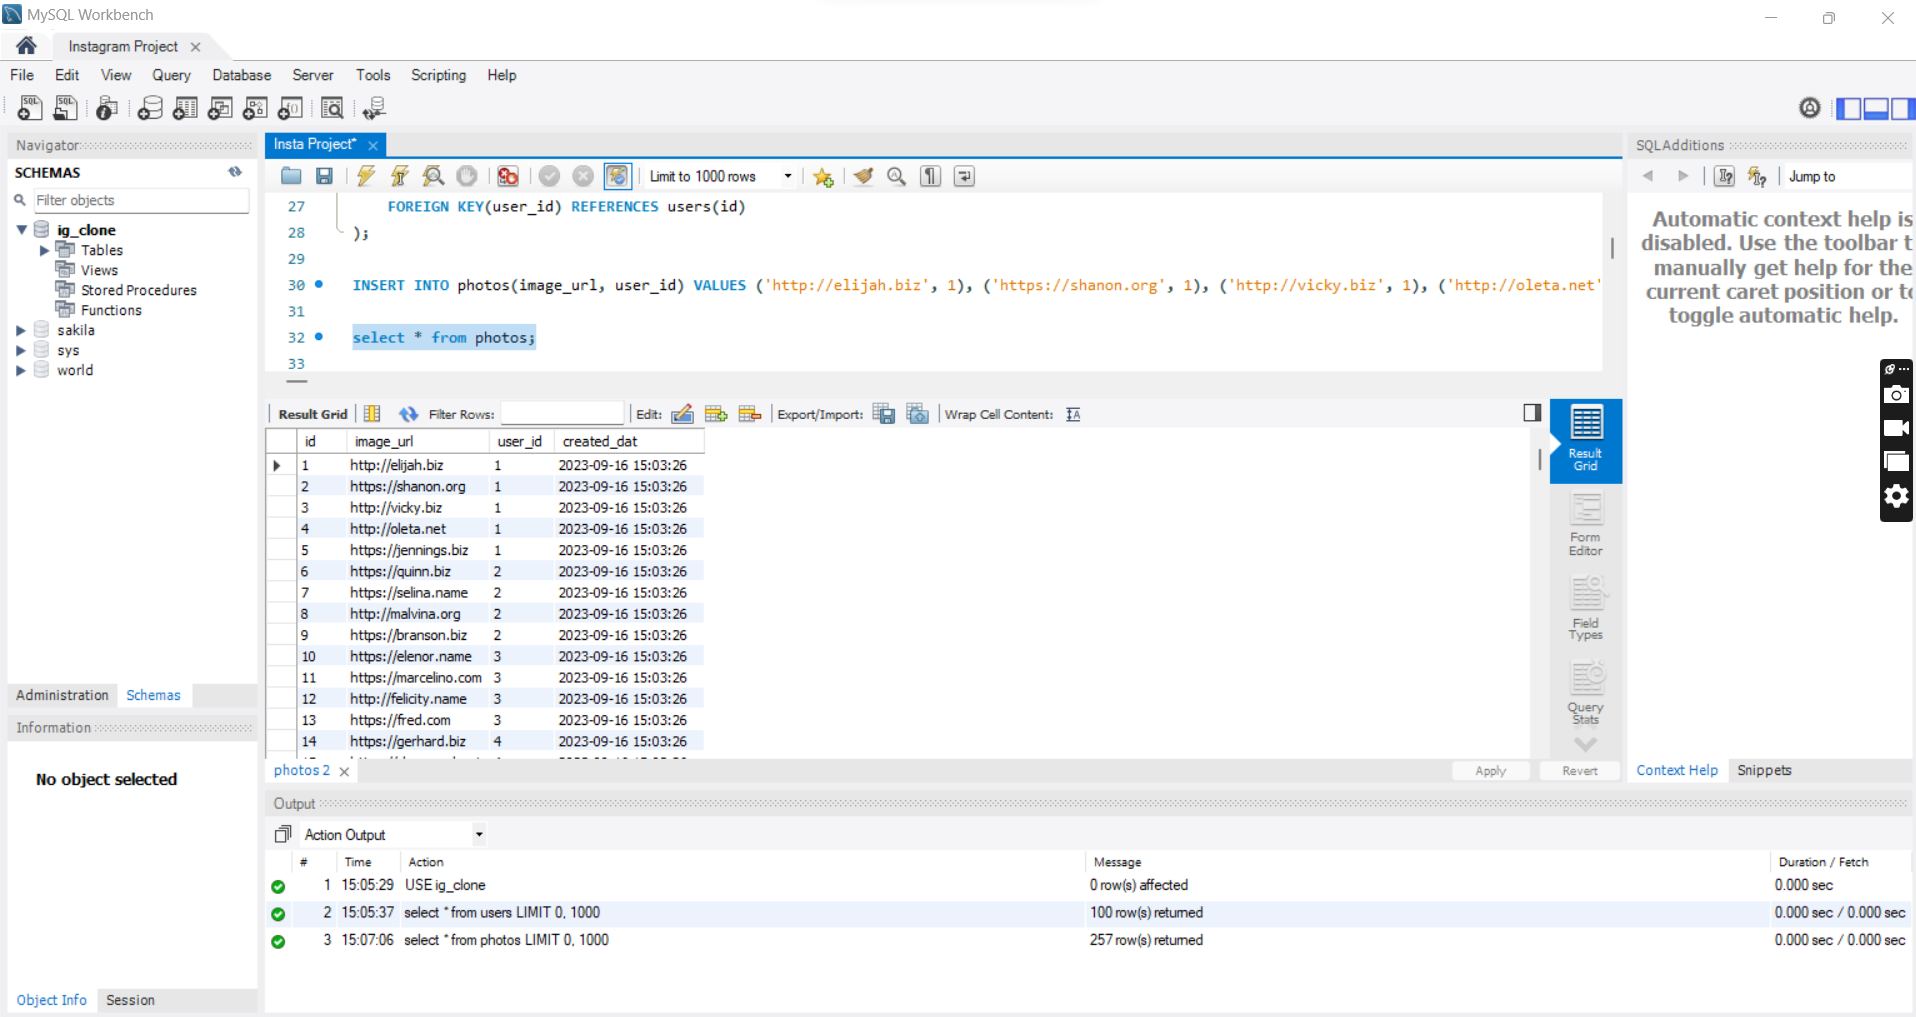 MySQL Workbench
Instagram Project
File Edit View Query Database Server Tools Scripting Help
Navigator
SCHEMAS
Filter objects
ig_clone
Tables
Views
Stored Procedures
Functions
sakila
sys
world
Administration Schemas
Information
No object selected
Object Info Session
Insta Project*
Limit to 1000 rows
27 FOREIGN KEY(user_id) REFERENCES users(id)
28 );
29
30 INSERT INTO photos(image_url, user_id) VALUES ('http://elijah.biz', 1), ('https://shanon.org', 1), ('http://vicky.biz', 1), ('http://oleta.net'
31
32 select * from photos;
33
Result Grid Filter Rows: Edit: Export/Import: Wrap Cell Content:
id image_url user_id created_dat
1 http://elijah.biz 1 2023-09-16 15:03:26
2 https://shanon.org 1 2023-09-16 15:03:26
3 http://vicky.biz 1 2023-09-16 15:03:26
4 http://oleta.net 1 2023-09-16 15:03:26
5 https://jennings.biz 1 2023-09-16 15:03:26
6 https://quinn.biz 2 2023-09-16 15:03:26
7 https://selina.name 2 2023-09-16 15:03:26
8 http://malvina.org 2 2023-09-16 15:03:26
9 https://branson.biz 2 2023-09-16 15:03:26
10 https://elenor.name 3 2023-09-16 15:03:26
11 https://marcelino.com 3 2023-09-16 15:03:26
12 http://felicity.name 3 2023-09-16 15:03:26
13 https://fred.com 3 2023-09-16 15:03:26
14 https://gerhard.biz 4 2023-09-16 15:03:26
photos 2
Apply Revert
Result
Grid
Form
Editor
Field
Types
Query
Stats
SQLAdditions
Jump to
Automatic context help is
disabled. Use the toolbar t
manually get help for the
current caret position or to
toggle automatic help.
Context Help Snippets
Output
Action Output
# Time Action Message Duration / Fetch
1 15:05:29 USE ig_clone 0 row(s) affected 0.000 sec
2 15:05:37 select * from users LIMIT 0, 1000 100 row(s) returned 0.000 sec / 0.000 sec
3 15:07:06 select * from photos LIMIT 0, 1000 257 row(s) returned 0.000 sec / 0.000 sec